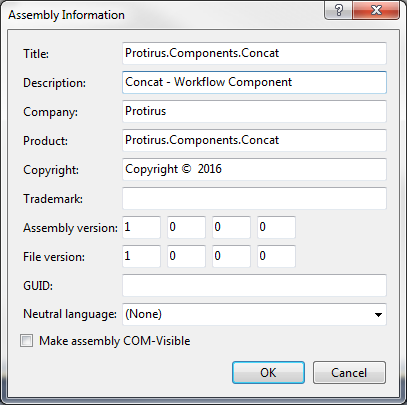 Assembly Information
Title: Protirus.Components.Concat
Description: Concat - Workflow Component
Company: Protirus
Product: Protirus.Components.Concat
Copyright: Copyright © 2016
Trademark:
Assembly version: 1 0 0 0
File version: 1 0 0 0
GUID:
Neutral language: (None)
Make assembly COM-Visible
OK Cancel